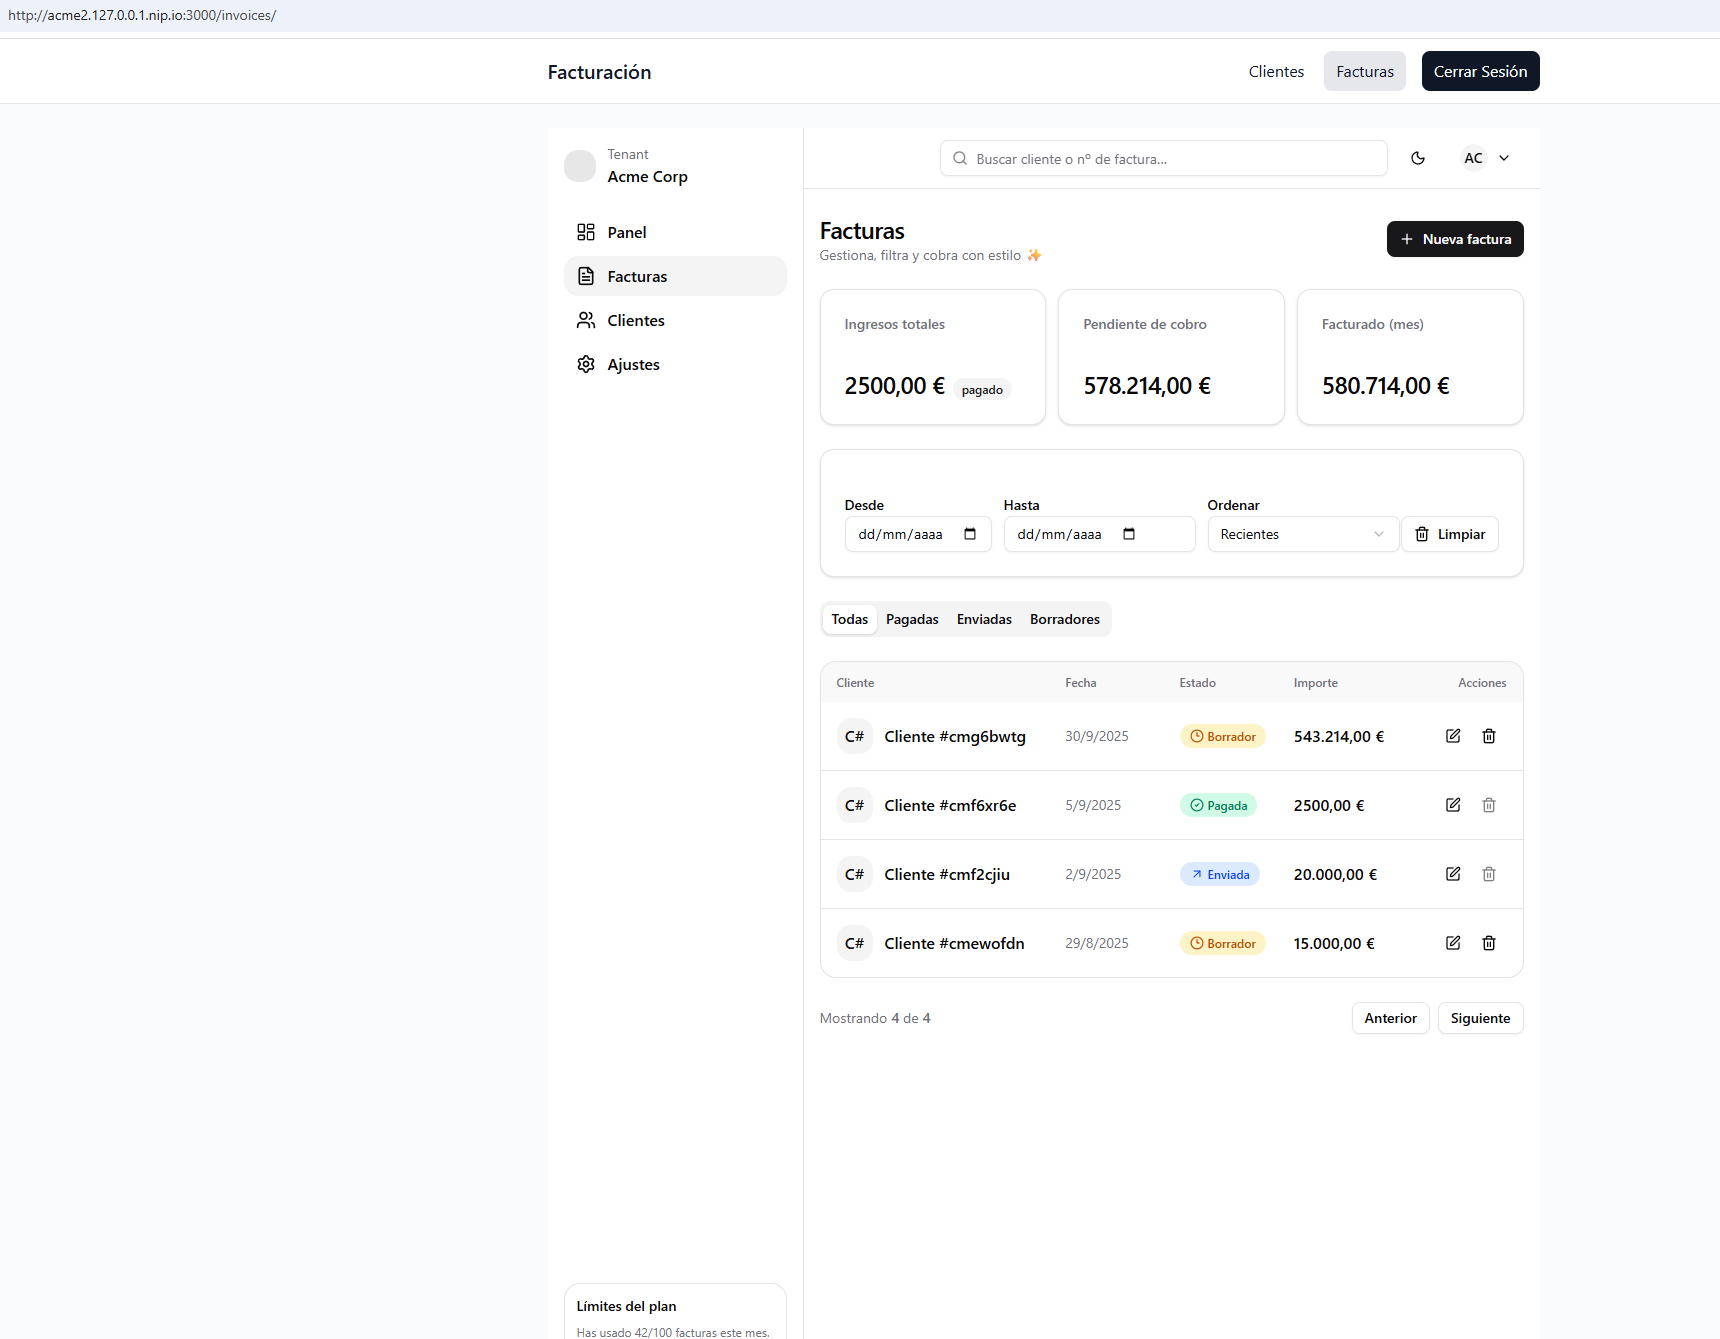 http://acme2.127.0.0.1.nip.io:3000/invoices/
Facturación
Clientes
Facturas
Cerrar Sesión
Tenant
Acme Corp
Panel
Facturas
Clientes
Ajustes
Límites del plan
Has usado 42/100 facturas este mes.
Buscar cliente o nº de factura...
AC
Facturas
Gestiona, filtra y cobra con estilo ✨
Nueva factura
Ingresos totales
2500,00 € pagado
Pendiente de cobro
578.214,00 €
Facturado (mes)
580.714,00 €
Desde
dd/mm/aaaa
Hasta
dd/mm/aaaa
Ordenar
Recientes
Limpiar
Todas Pagadas Enviadas Borradores
Cliente Fecha Estado Importe Acciones
C# Cliente #cmg6bwtg 30/9/2025 Borrador 543.214,00 €
C# Cliente #cmf6xr6e 5/9/2025 Pagada 2500,00 €
C# Cliente #cmf2cjiu 2/9/2025 Enviada 20.000,00 €
C# Cliente #cmewofdn 29/8/2025 Borrador 15.000,00 €
Mostrando 4 de 4
Anterior
Siguiente